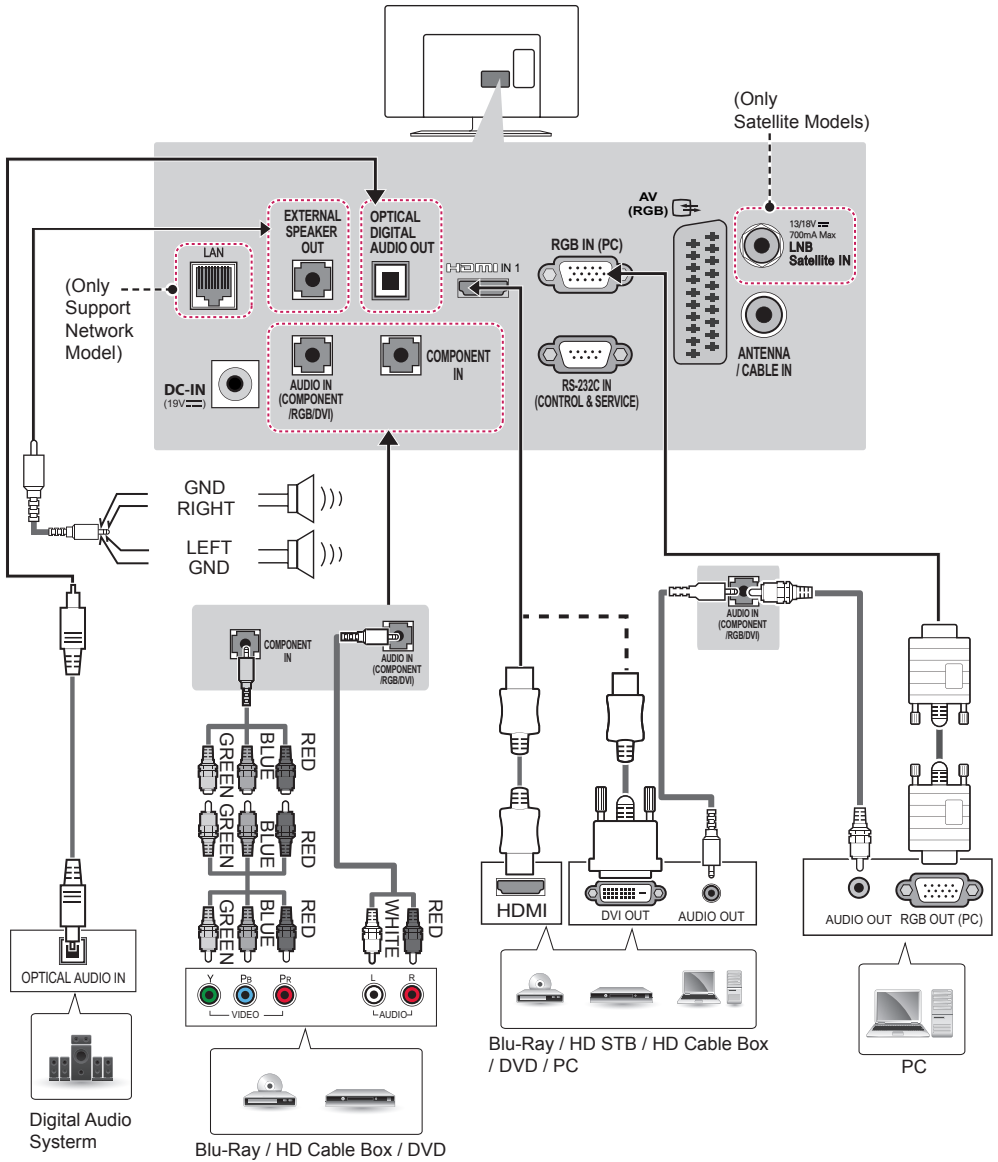 (Only
Satellite Models)
EXTERNAL
SPEAKER
OUT
OPTICAL
DIGITAL
AUDIO OUT
LAN
HDMI IN 1
RGB IN (PC)
AV
(RGB)
13/18V
700mA Max
LNB
Satellite IN
(Only
Support
Network
Model)
DC-IN
(19V)
AUDIO IN
(COMPONENT
/RGB/DVI)
COMPONENT
IN
RS-232C IN
(CONTROL & SERVICE)
ANTENNA
/ CABLE IN
GND
RIGHT
LEFT
GND
COMPONENT
IN
AUDIO IN
(COMPONENT
/RGB/DVI)
AUDIO IN
(COMPONENT
/RGB/DVI)
GREEN
BLUE
RED
GREEN
BLUE
RED
GREEN
BLUE
RED
WHITE
RED
OPTICAL AUDIO IN
Y PB PR
VIDEO
L R
AUDIO
HDMI
DVI OUT
AUDIO OUT
AUDIO OUT
RGB OUT (PC)
Digital Audio
Systerm
Blu-Ray / HD Cable Box / DVD
Blu-Ray / HD STB / HD Cable Box
/ DVD / PC
PC